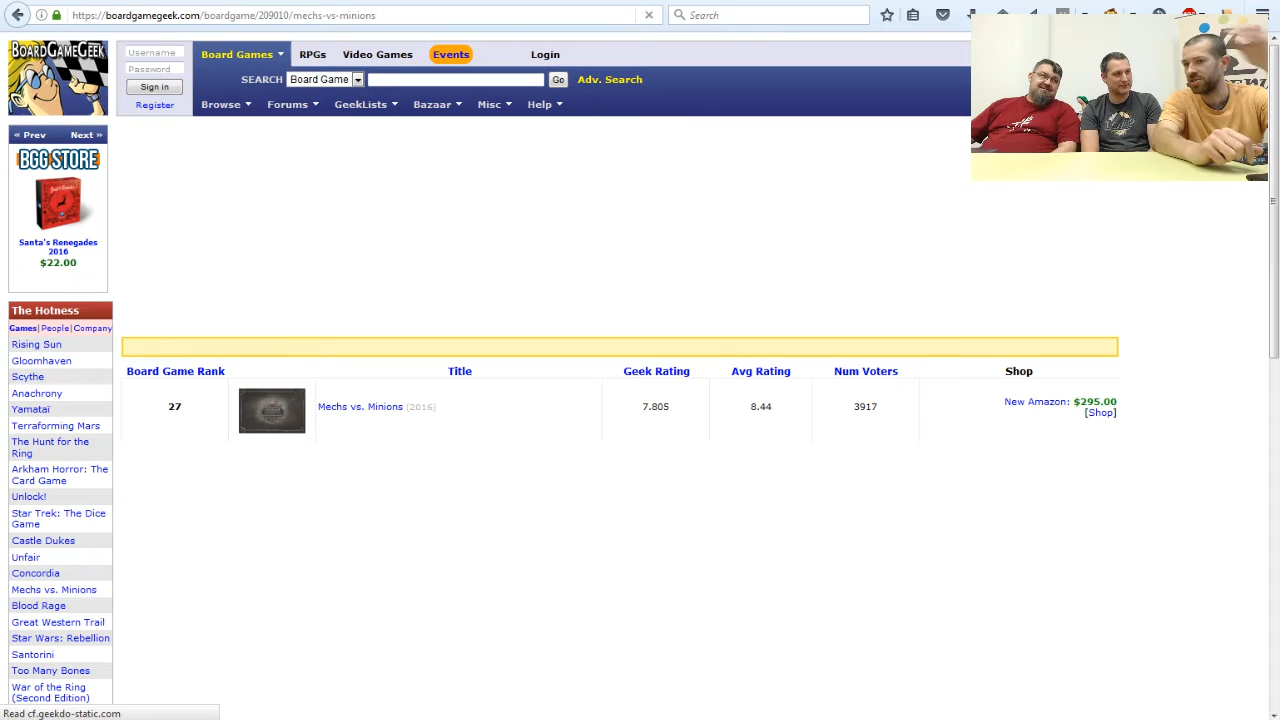 https://boardgamegeek.com/boardgame/209010/mechs-vs-minions
Search
BOARDGAMEGEEK
Username
Password
Sign in
Register
Board Games
RPGs
Video Games
Events
Login
SEARCH
Board Game
Go
Adv. Search
Browse
Forums
GeekLists
Bazaar
Misc
Help
« Prev
Next »
BGG STORE
Santa's Renegades
2016
$22.00
The Hotness
Games|People|Company
Rising Sun
Gloomhaven
Scythe
Anachrony
Yamataï
Terraforming Mars
The Hunt for the
Ring
Arkham Horror: The
Card Game
Unlock!
Star Trek: The Dice
Game
Castle Dukes
Unfair
Concordia
Mechs vs. Minions
Blood Rage
Great Western Trail
Star Wars: Rebellion
Santorini
Too Many Bones
War of the Ring
(Second Edition)
Board Game Rank
Title
Geek Rating
Avg Rating
Num Voters
Shop
27
Mechs vs. Minions (2016)
7.805
8.44
3917
New Amazon: $295.00
[Shop]
Read cf.geekdo-static.com